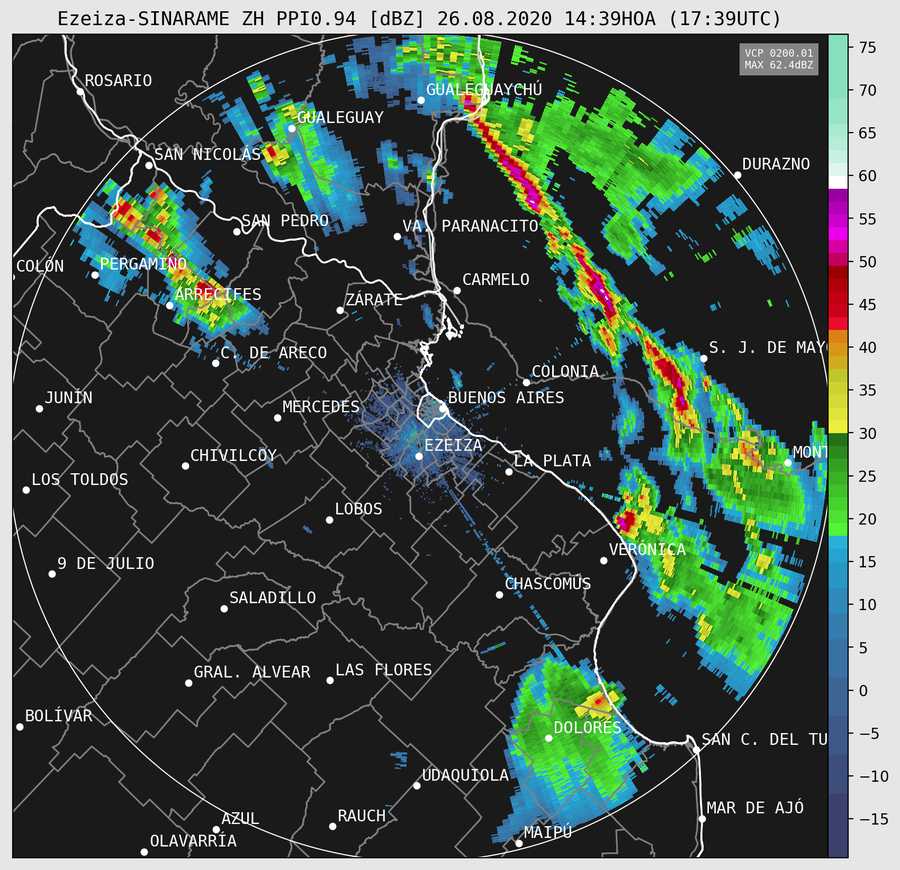 Ezeiza-SINARAME ZH PPI0.94 [dBZ] 26.08.2020 14:39HOA (17:39UTC)
VCP 0200.01
MAX 62.4dBZ
75
70
65
60
55
50
45
40
35
30
25
20
15
10
5
0
−5
−10
−15
ROSARIO
GUALEGUAYCHÚ
GUALEGUAY
SAN NICOLÁS
DURAZNO
SAN PEDRO
VA. PARANACITO
COLÓN
PERGAMINO
CARMELO
ARRECIFES
ZÁRATE
C. DE ARECO
S. J. DE MAY
COLONIA
JUNÍN
MERCEDES
BUENOS AIRES
EZEIZA
MONT
CHIVILCOY
LA PLATA
LOS TOLDOS
LOBOS
VERÓNICA
9 DE JULIO
CHASCOMÚS
SALADILLO
GRAL. ALVEAR
LAS FLORES
BOLÍVAR
DOLORES
SAN C. DEL TU
UDAQUIOLA
MAR DE AJÓ
AZUL
RAUCH
MAIPÚ
OLAVARRÍA